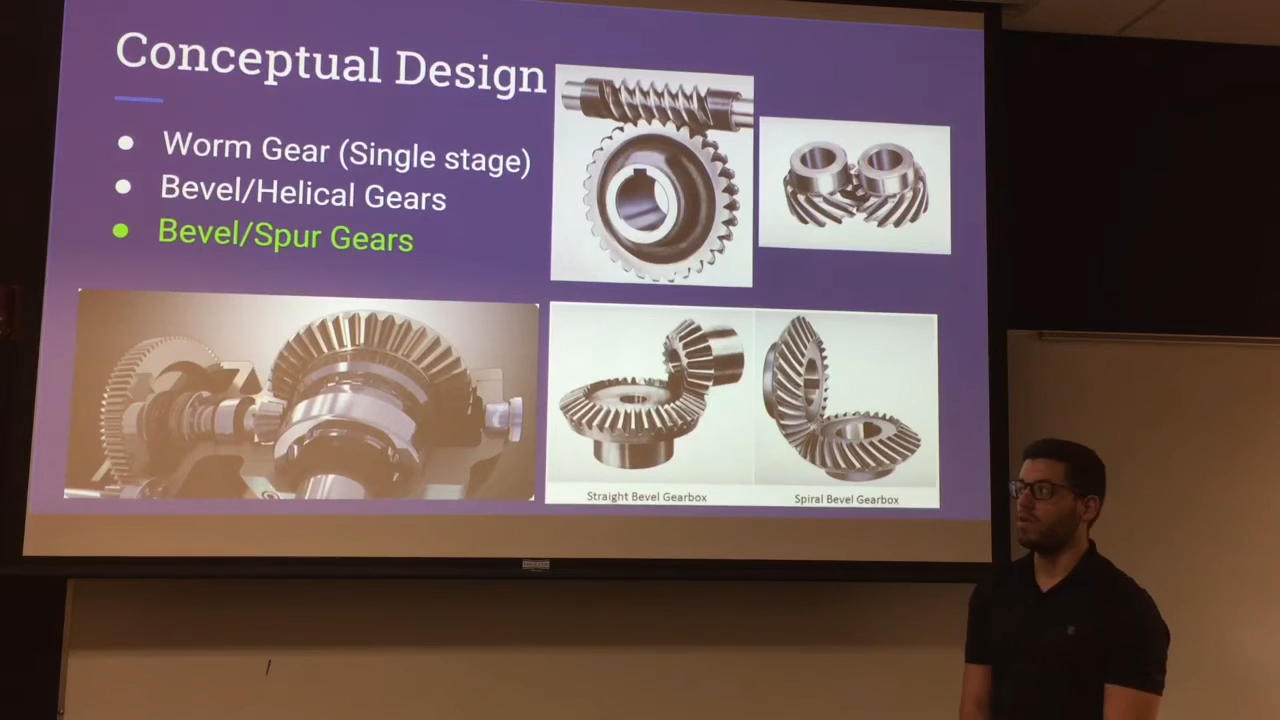 Conceptual Design
● Worm Gear (Single stage)
● Bevel/Helical Gears
● Bevel/Spur Gears
Straight Bevel Gearbox
Spiral Bevel Gearbox